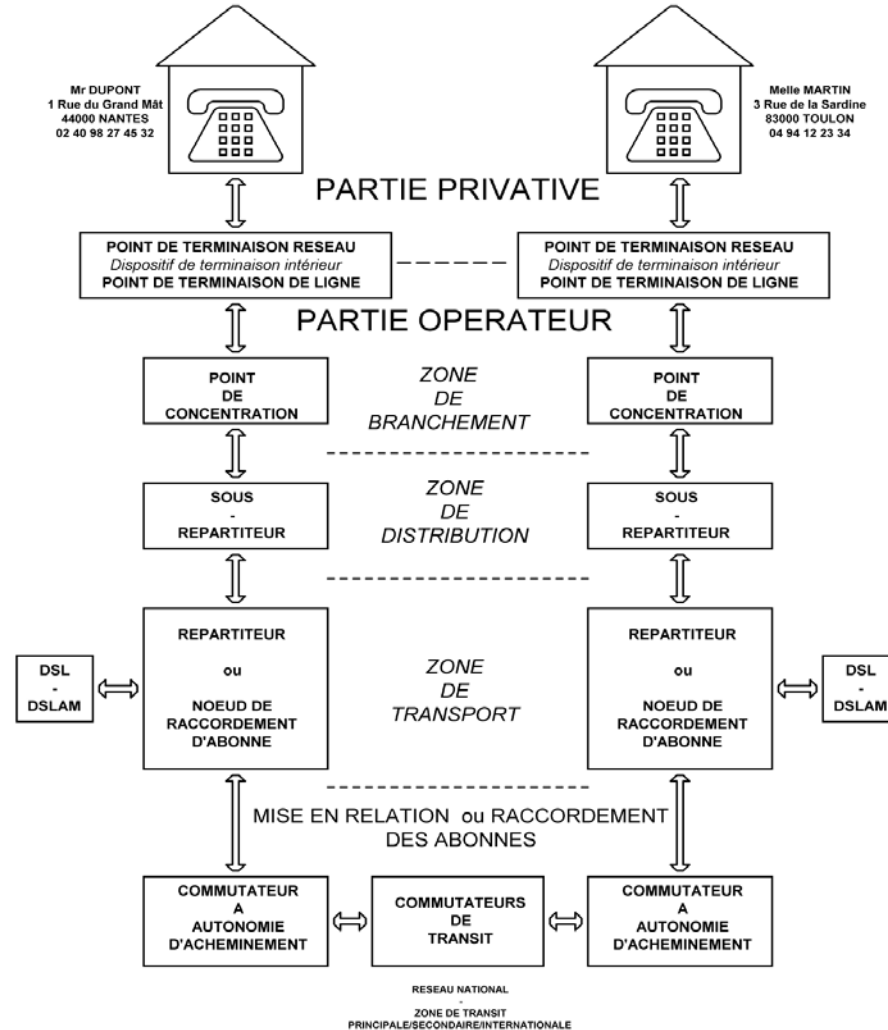 Mr DUPONT
1 Rue du Grand Mât
44000 NANTES
02 40 98 27 45 32
Melle MARTIN
3 Rue de la Sardine
83000 TOULON
04 94 12 23 34
PARTIE PRIVATIVE
POINT DE TERMINAISON RESEAU
Dispositif de terminaison intérieur
POINT DE TERMINAISON DE LIGNE
POINT DE TERMINAISON RESEAU
Dispositif de terminaison intérieur
POINT DE TERMINAISON DE LIGNE
PARTIE OPERATEUR
POINT
DE
CONCENTRATION
ZONE
DE
BRANCHEMENT
POINT
DE
CONCENTRATION
SOUS
-
REPARTITEUR
ZONE
DE
DISTRIBUTION
SOUS
-
REPARTITEUR
DSL
-
DSLAM
REPARTITEUR
ou
NOEUD DE
RACCORDEMENT
D'ABONNE
ZONE
DE
TRANSPORT
REPARTITEUR
ou
NOEUD DE
RACCORDEMENT
D'ABONNE
DSL
-
DSLAM
MISE EN RELATION ou RACCORDEMENT
DES ABONNES
COMMUTATEUR
A
AUTONOMIE
D'ACHEMINEMENT
COMMUTATEURS
DE
TRANSIT
COMMUTATEUR
A
AUTONOMIE
D'ACHEMINEMENT
RESEAU NATIONAL
-
ZONE DE TRANSIT
PRINCIPALE/SECONDAIRE/INTERNATIONALE